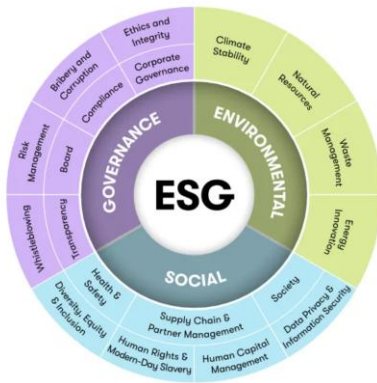 ESG
GOVERNANCE
ENVIRONMENTAL
SOCIAL
Climate
Stability
Natural
Resources
Waste
Management
Energy
Innovation
Society
Data Privacy &
Information Security
Supply Chain &
Partner Management
Human Capital
Management
Human Rights &
Modern-Day Slavery
Health &
Safety
Diversity, Equity
& Inclusion
Transparency
Whistleblowing
Board
Risk
Management
Compliance
Bribery and
Corruption
Corporate
Governance
Ethics and
Integrity